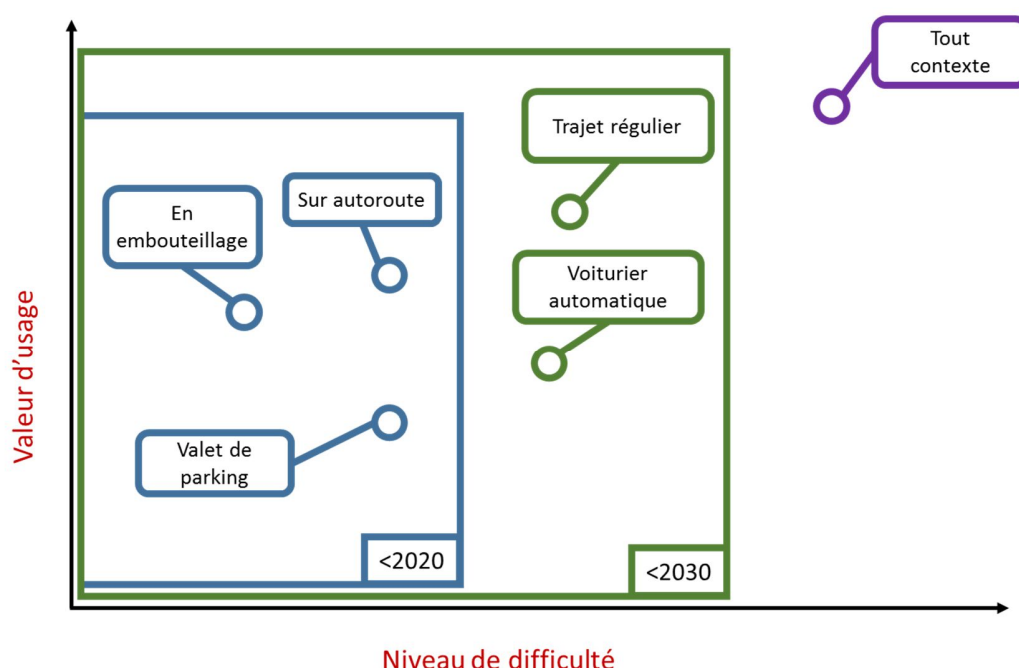 Tout
contexte
Trajet régulier
Sur autoroute
En
embouteillage
Voiturier
automatique
Valeur d'usage
Valet de
parking
<2020
<2030
Niveau de difficulté